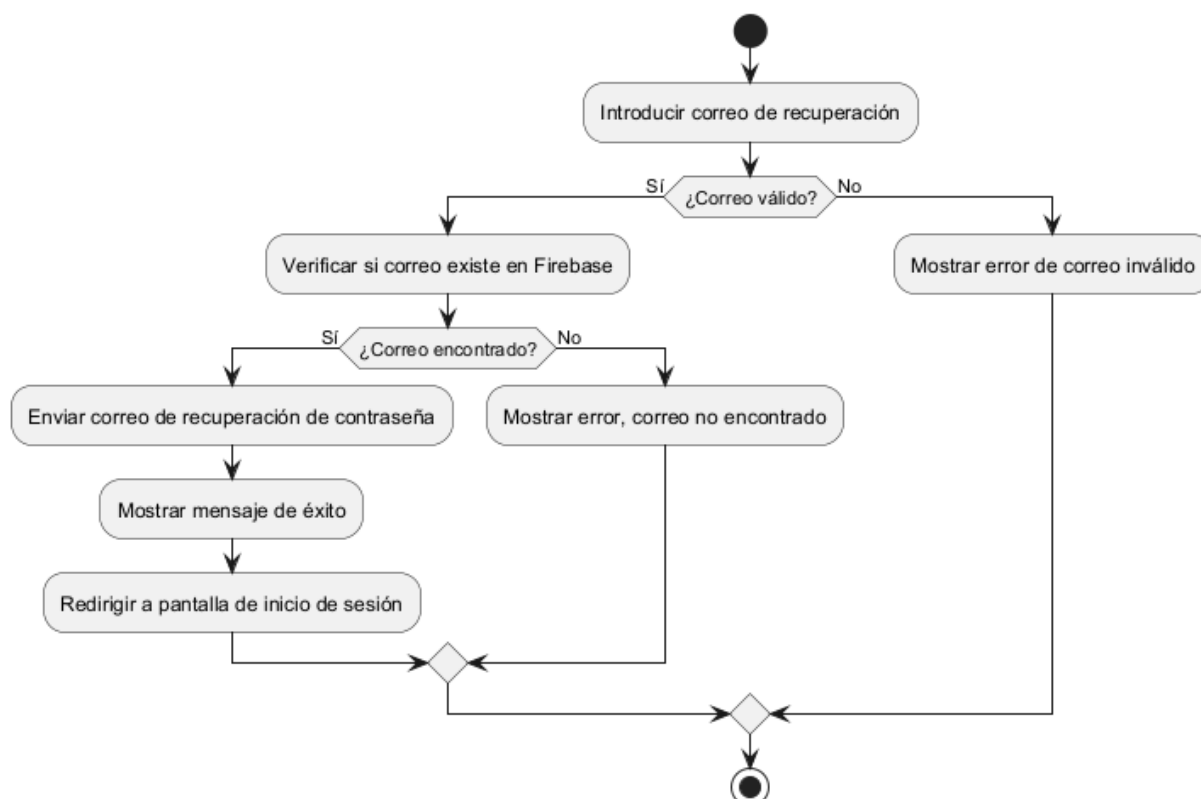 Introducir correo de recuperación
Sí
¿Correo válido?
No
Verificar si correo existe en Firebase
Mostrar error de correo inválido
Sí
¿Correo encontrado?
No
Enviar correo de recuperación de contraseña
Mostrar error, correo no encontrado
Mostrar mensaje de éxito
Redirigir a pantalla de inicio de sesión